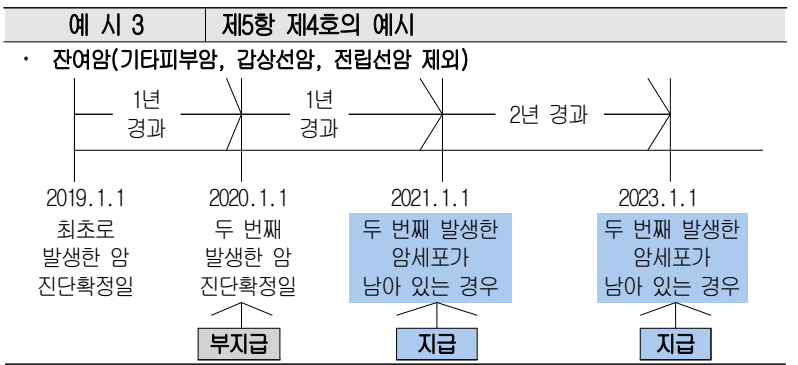 예 시 3 제5항 제4호의 예시
· 잔여암(기타피부암, 갑상선암, 전립선암 제외)
1년 경과 1년 경과 2년 경과
2019.1.1 2020.1.1 2021.1.1 2023.1.1
최초로 두 번째 두 번째 발생한 두 번째 발생한
발생한 암 발생한 암 암세포가 암세포가
진단확정일 진단확정일 남아 있는 경우 남아 있는 경우
부지급 지급 지급